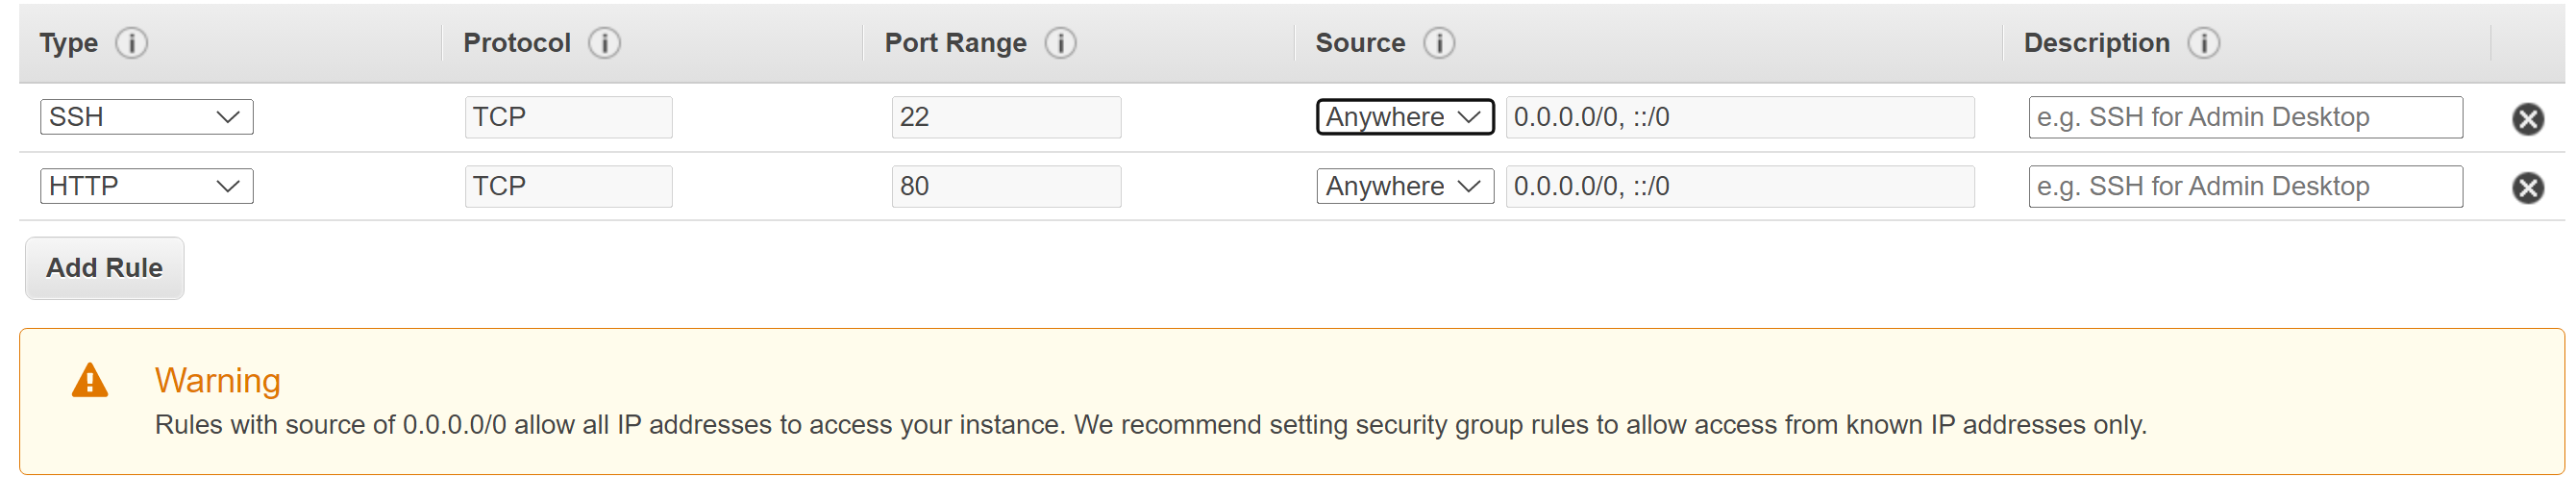 Type Protocol Port Range Source Description
SSH TCP 22 Anywhere 0.0.0.0/0, ::/0 e.g. SSH for Admin Desktop
HTTP TCP 80 Anywhere 0.0.0.0/0, ::/0 e.g. SSH for Admin Desktop
Add Rule
Warning
Rules with source of 0.0.0.0/0 allow all IP addresses to access your instance. We recommend setting security group rules to allow access from known IP addresses only.